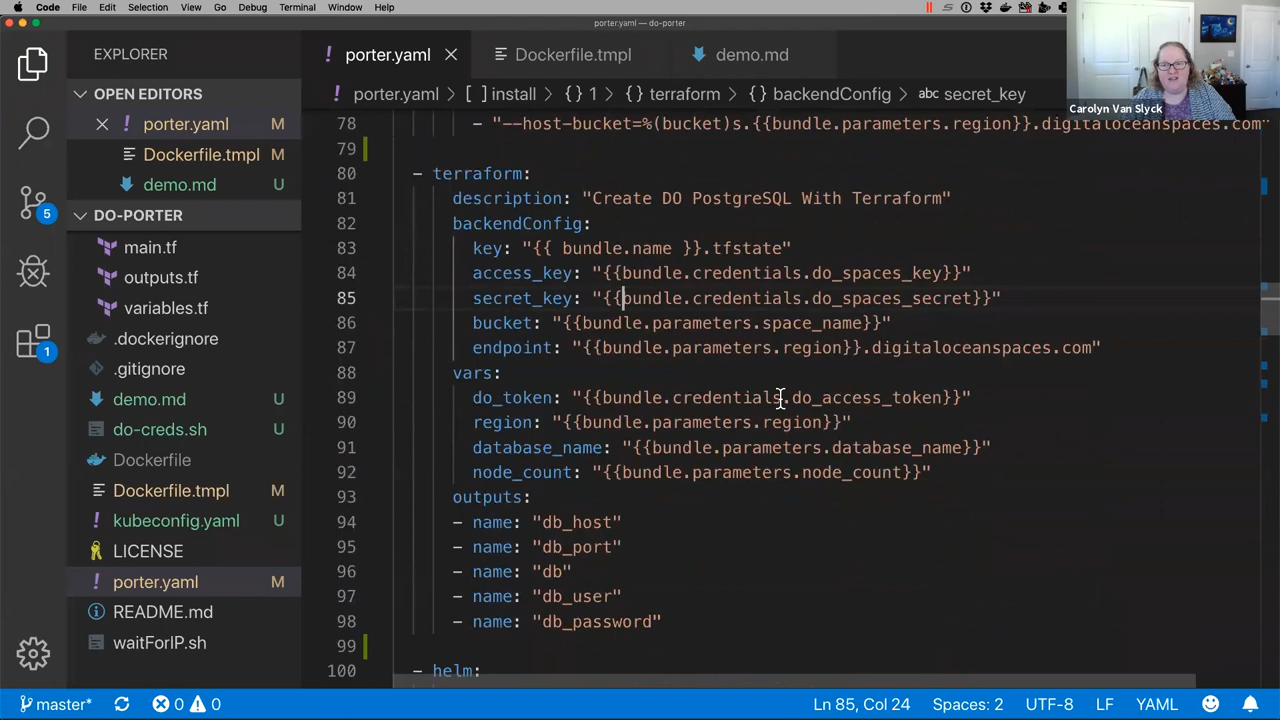 Code File Edit Selection View Go Debug Terminal Window Help
porter.yaml — do-porter
EXPLORER
OPEN EDITORS
porter.yaml M
Dockerfile.tmpl M
demo.md U
DO-PORTER
main.tf
outputs.tf
variables.tf
.dockerignore
.gitignore
demo.md U
do-creds.sh U
Dockerfile
Dockerfile.tmpl M
kubeconfig.yaml U
LICENSE
porter.yaml M
README.md
waitForIP.sh
5
1
porter.yaml
Dockerfile.tmpl
demo.md
porter.yaml > [ ] install > {} 1 > {} terraform > {} backendConfig > abc secret_key
Carolyn Van Slyck
78 - "--host-bucket=%(bucket)s.{{bundle.parameters.region}}.digitaloceanspaces.com"
79
80 - terraform:
81 description: "Create DO PostgreSQL With Terraform"
82 backendConfig:
83 key: "{{ bundle.name }}.tfstate"
84 access_key: "{{bundle.credentials.do_spaces_key}}"
85 secret_key: "{{bundle.credentials.do_spaces_secret}}"
86 bucket: "{{bundle.parameters.space_name}}"
87 endpoint: "{{bundle.parameters.region}}.digitaloceanspaces.com"
88 vars:
89 do_token: "{{bundle.credentials.do_access_token}}"
90 region: "{{bundle.parameters.region}}"
91 database_name: "{{bundle.parameters.database_name}}"
92 node_count: "{{bundle.parameters.node_count}}"
93 outputs:
94 - name: "db_host"
95 - name: "db_port"
96 - name: "db"
97 - name: "db_user"
98 - name: "db_password"
99
100 - helm:
master* 0 0 Ln 85, Col 24 Spaces: 2 UTF-8 LF YAML